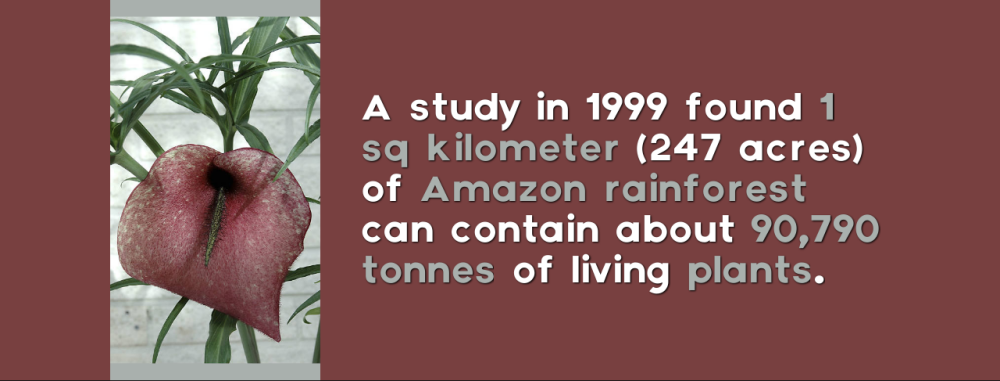 A study in 1999 found 1
sq kilometer (247 acres)
of Amazon rainforest
can contain about 90,790
tonnes of living plants.